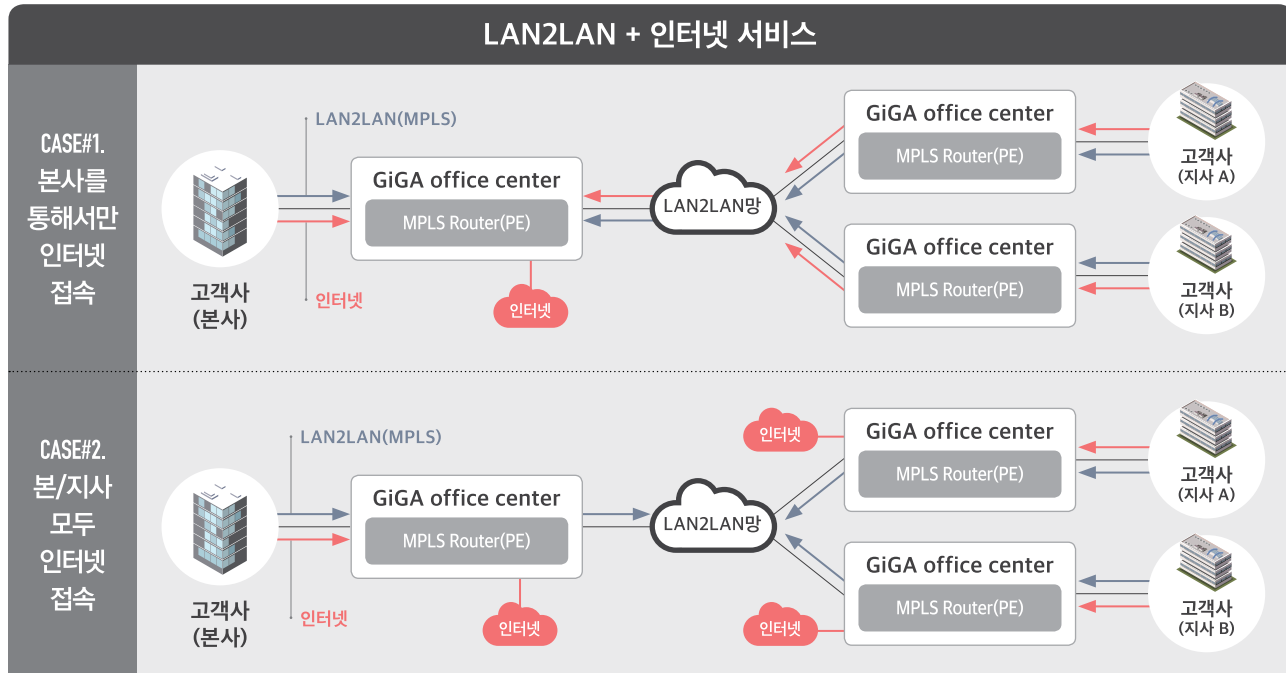 LAN2LAN + 인터넷 서비스
CASE#1.
본사를
통해서만
인터넷
접속
LAN2LAN(MPLS)
인터넷
고객사
(본사)
GiGA office center
MPLS Router(PE)
인터넷
LAN2LAN망
GiGA office center
MPLS Router(PE)
고객사
(지사 A)
GiGA office center
MPLS Router(PE)
고객사
(지사 B)
CASE#2.
본/지사
모두
인터넷
접속
LAN2LAN(MPLS)
인터넷
고객사
(본사)
GiGA office center
MPLS Router(PE)
인터넷
LAN2LAN망
인터넷
GiGA office center
MPLS Router(PE)
고객사
(지사 A)
인터넷
GiGA office center
MPLS Router(PE)
고객사
(지사 B)